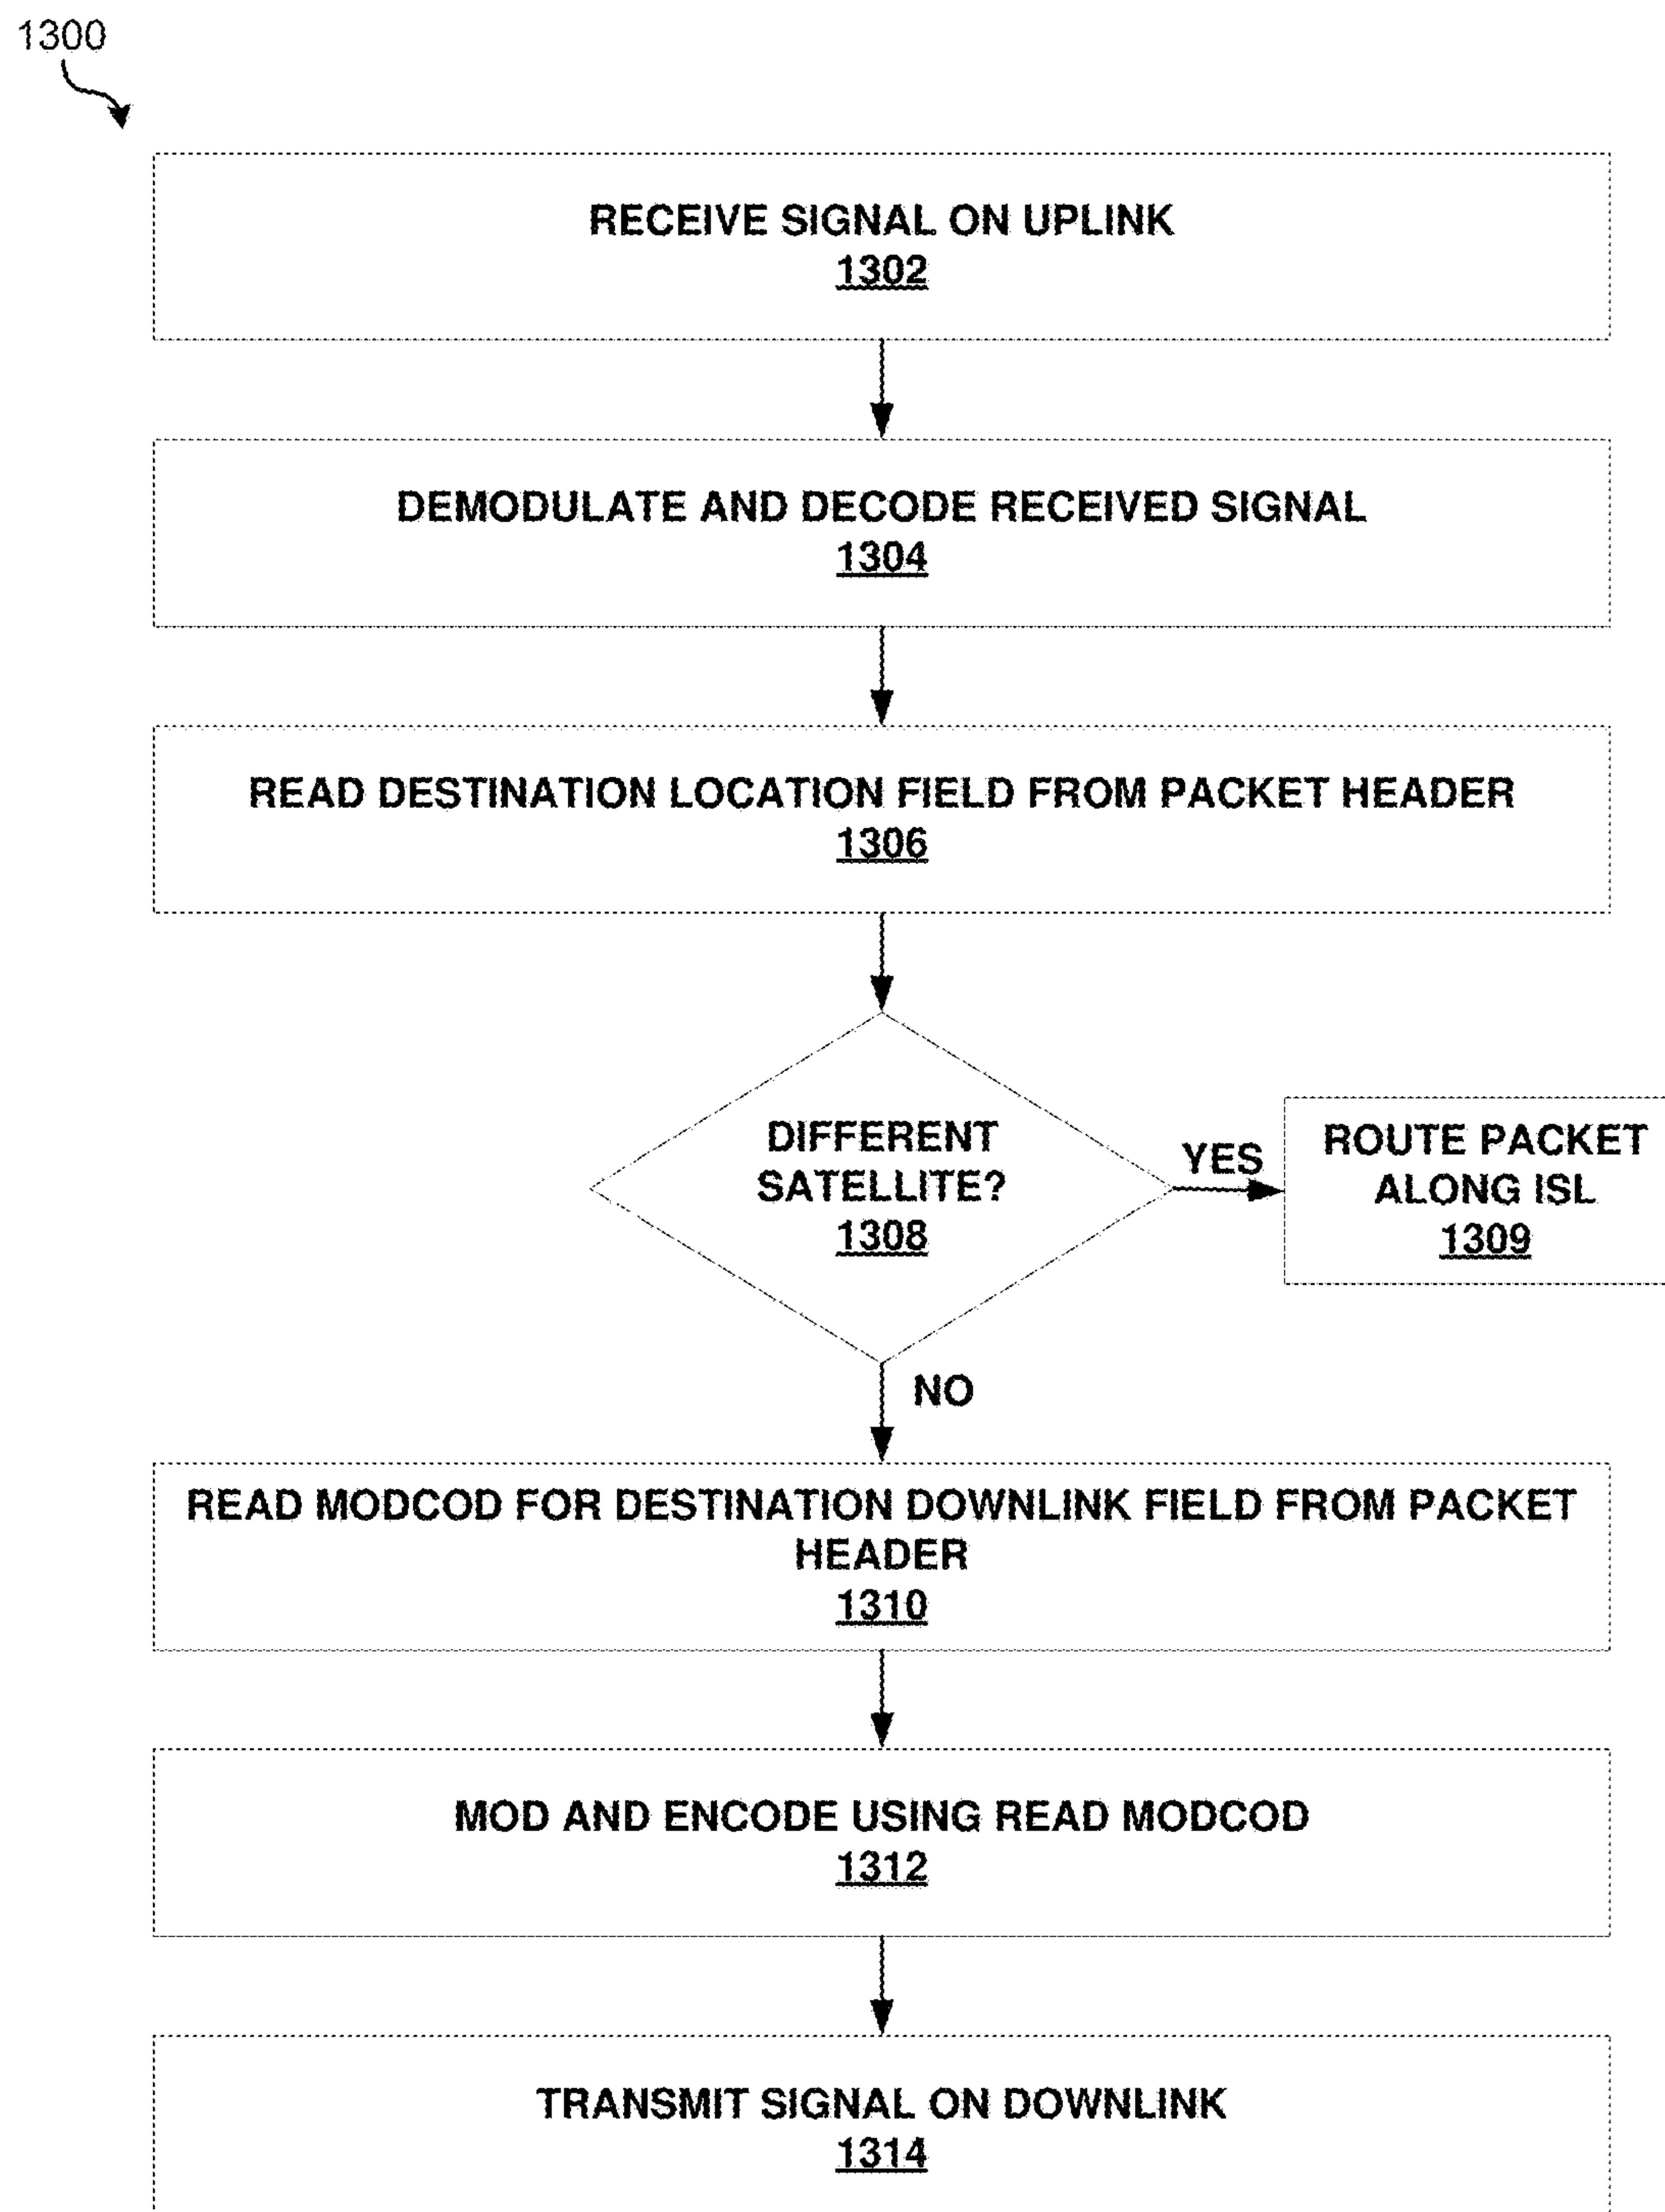 1300
RECEIVE SIGNAL ON UPLINK
1302
DEMODULATE AND DECODE RECEIVED SIGNAL
1304
READ DESTINATION LOCATION FIELD FROM PACKET HEADER
1306
DIFFERENT
SATELLITE?
1308
YES
ROUTE PACKET
ALONG ISL
1309
NO
READ MODCOD FOR DESTINATION DOWNLINK FIELD FROM PACKET
HEADER
1310
MOD AND ENCODE USING READ MODCOD
1312
TRANSMIT SIGNAL ON DOWNLINK
1314